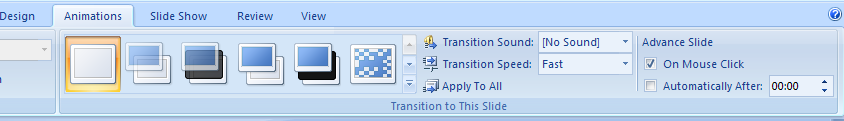 Design Animations Slide Show Review View
Transition Sound: [No Sound] Advance Slide
Transition Speed: Fast On Mouse Click
Apply To All Automatically After: 00:00
Transition to This Slide